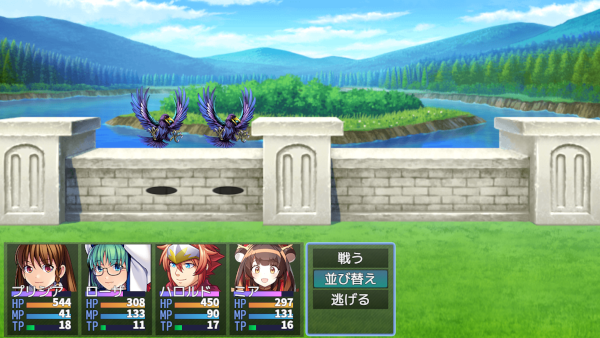 プリシア
HP 544
MP 41
TP 18
ローザ
HP 308
MP 133
TP 11
ハロルド
HP 450
MP 90
TP 17
ミア
HP 297
MP 131
TP 16
戦う
並び替え
逃げる